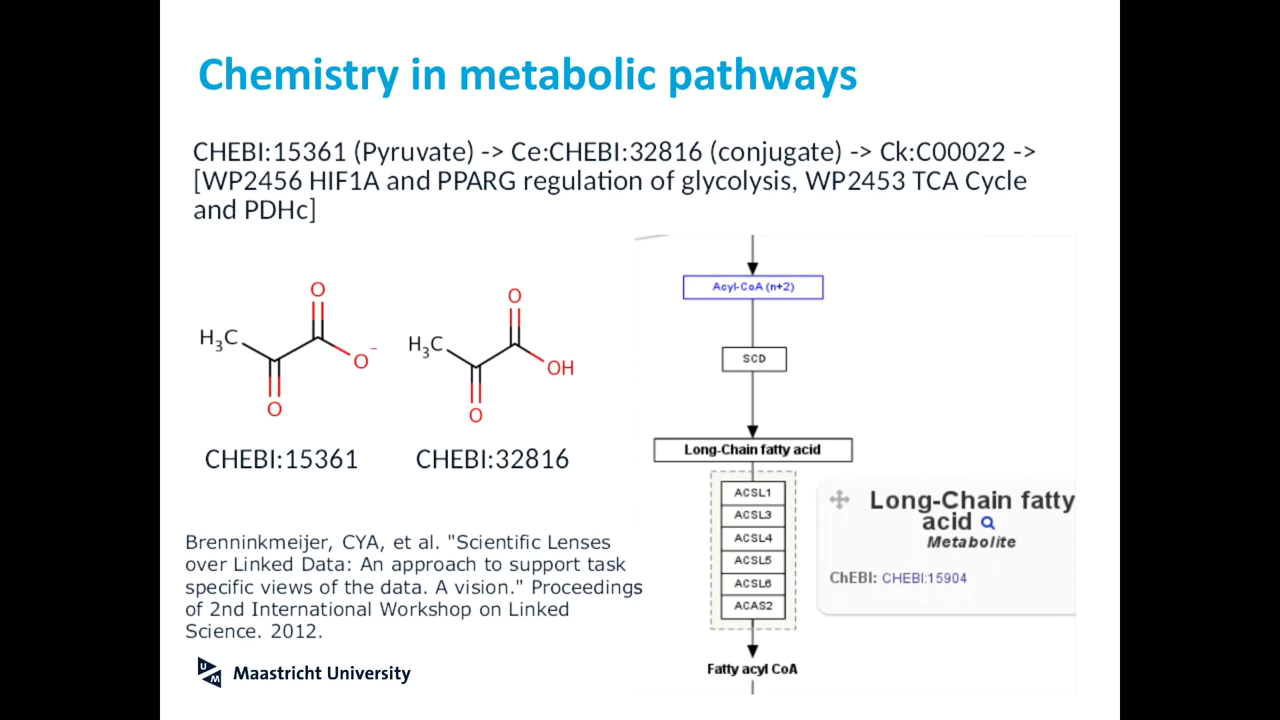 Chemistry in metabolic pathways
CHEBI:15361 (Pyruvate) -> Ce:CHEBI:32816 (conjugate) -> Ck:C00022 ->
[WP2456 HIF1A and PPARG regulation of glycolysis, WP2453 TCA Cycle
and PDHc]
H3C
O
O
O-
H3C
O
O
OH
CHEBI:15361
CHEBI:32816
Brenninkmeijer, CYA, et al. "Scientific Lenses
over Linked Data: An approach to support task
specific views of the data. A vision." Proceedings
of 2nd International Workshop on Linked
Science. 2012.
UM
Maastricht University
Acyl-CoA (n+2)
SCD
Long-Chain fatty acid
ACSL1
ACSL3
ACSL4
ACSL5
ACSL6
ACAS2
Fatty acyl CoA
Long-Chain fatty
acid
Metabolite
ChEBI: CHEBI:15904